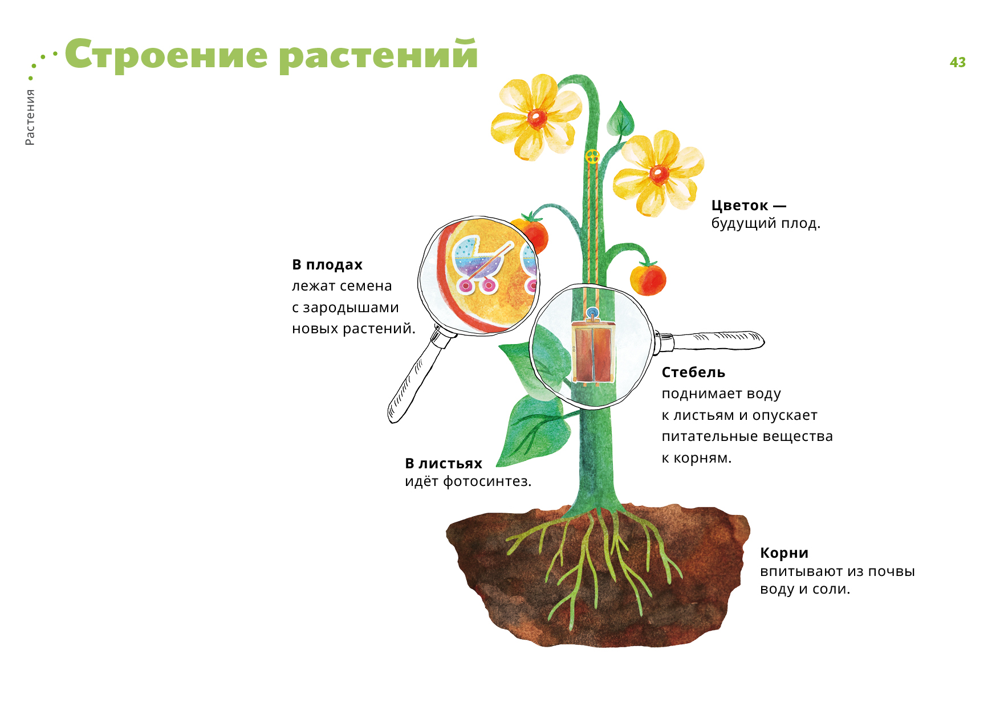 Строение растений
43
Растения
Цветок —
будущий плод.
В плодах
лежат семена
с зародышами
новых растений.
Стебель
поднимает воду
к листьям и опускает
питательные вещества
к корням.
В листьях
идёт фотосинтез.
Корни
впитывают из почвы
воду и соли.